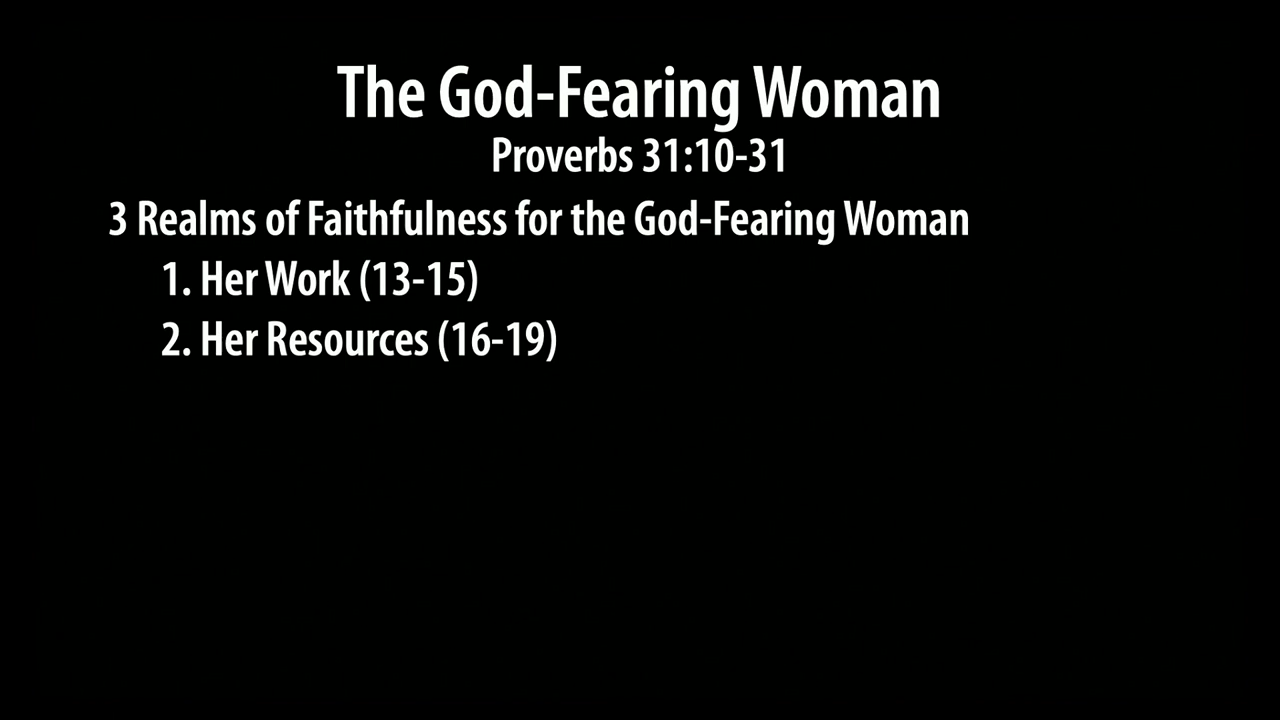 The God-Fearing Woman
Proverbs 31:10-31
3 Realms of Faithfulness for the God-Fearing Woman
1. Her Work (13-15)
2. Her Resources (16-19)